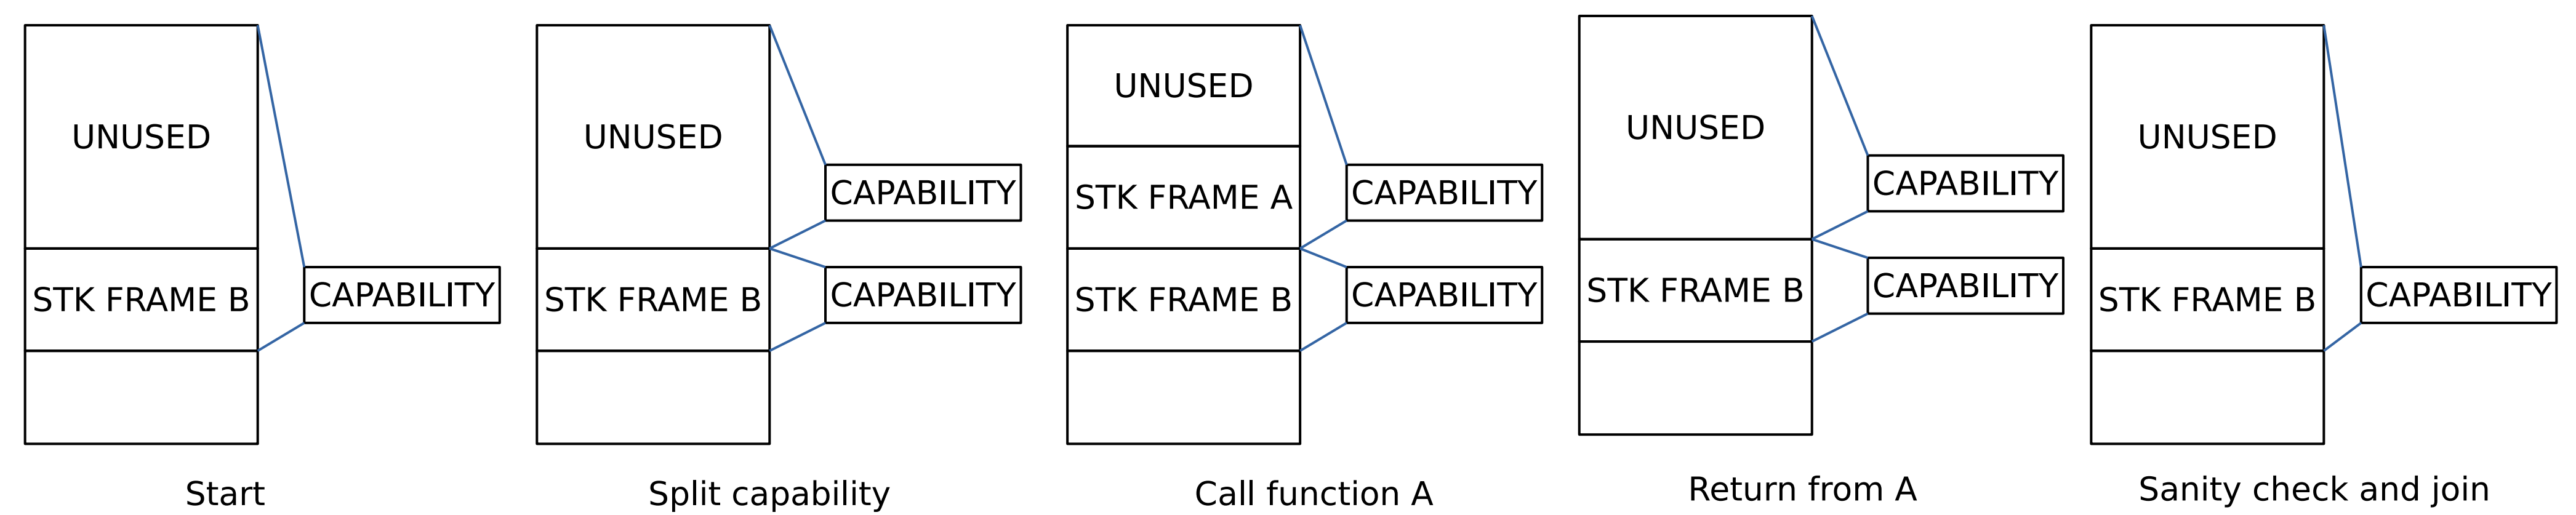 UNUSED
STK FRAME B
CAPABILITY
Start
UNUSED
STK FRAME B
CAPABILITY
CAPABILITY
Split capability
UNUSED
STK FRAME A
STK FRAME B
CAPABILITY
CAPABILITY
Call function A
UNUSED
STK FRAME B
CAPABILITY
CAPABILITY
Return from A
UNUSED
STK FRAME B
CAPABILITY
Sanity check and join